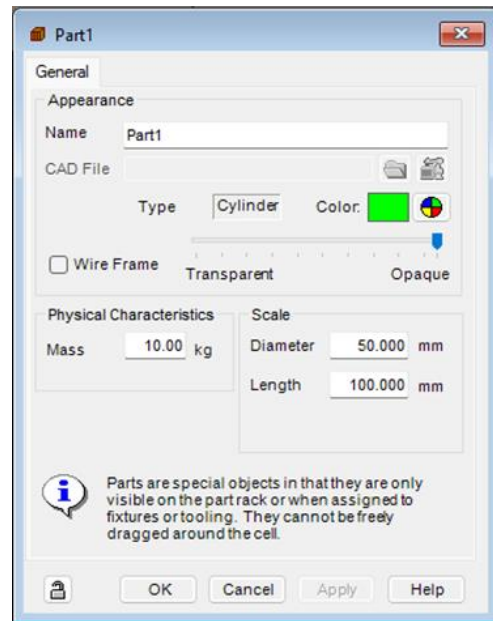 Part1
General
Appearance
Name Part1
CAD File
Type Cylinder Color:
Wire Frame Transparent Opaque
Physical Characteristics
Mass 10.00 kg
Scale
Diameter 50.000 mm
Length 100.000 mm
Parts are special objects in that they are only
visible on the part rack or when assigned to
fixtures or tooling. They cannot be freely
dragged around the cell.
OK Cancel Apply Help